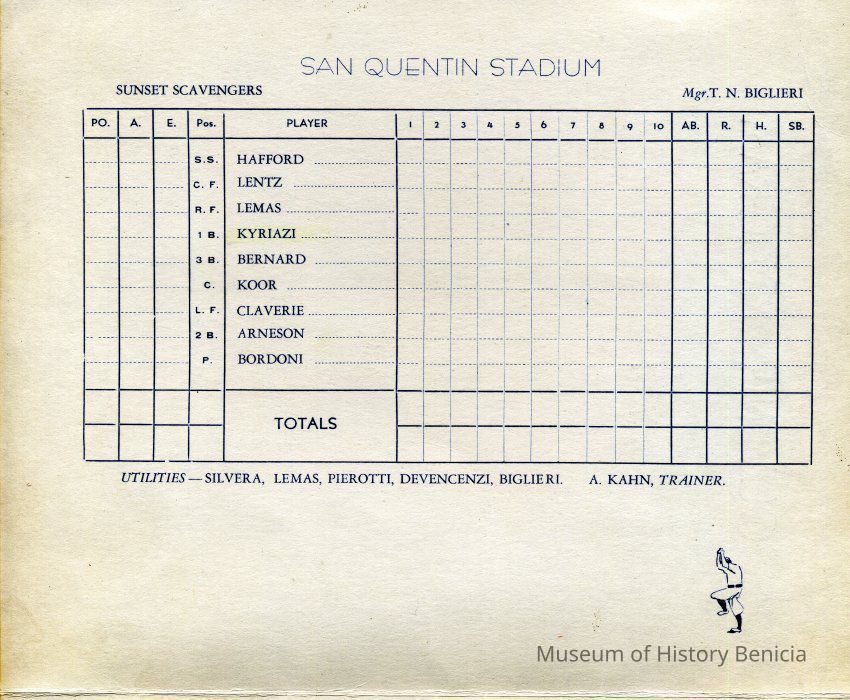 SAN QUENTIN STADIUM
SUNSET SCAVENGERS Mgr. T. N. BIGLIERI
PO. A. E. Pos. PLAYER 1 2 3 4 5 6 7 8 9 10 AB. R. H. SB.
S.S. HAFFORD
C. F. LENTZ
R. F. LEMAS
1 B. KYRIAZI
3 B. BERNARD
C. KOOR
L. F. CLAVERIE
2 B. ARNESON
P. BORDONI
TOTALS
UTILITIES — SILVERA, LEMAS, PIEROTTI, DEVENCENZI, BIGLIERI. A. KAHN, TRAINER.
Museum of History Benicia